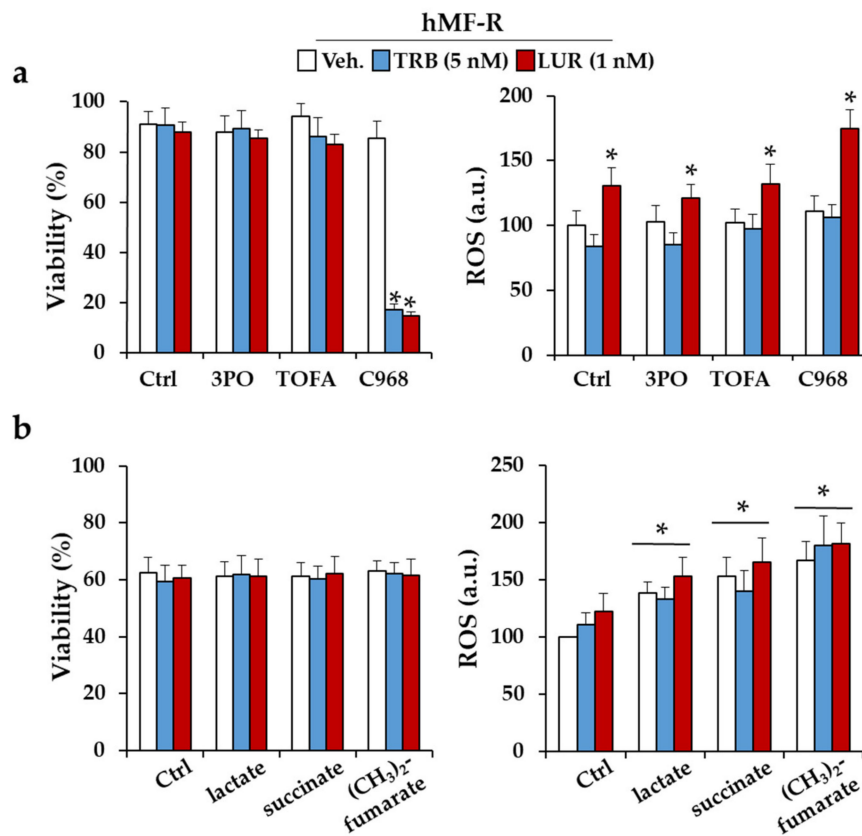 hMF-R
Veh. TRB (5 nM) LUR (1 nM)
a
Viability (%)
100
80
60
40
20
0
* *
Ctrl 3PO TOFA C968
ROS (a.u.)
200
150
100
50
0
* * * *
Ctrl 3PO TOFA C968
b
Viability (%)
100
80
60
40
20
0
Ctrl lactate succinate (CH₃)₂-fumarate
ROS (a.u.)
250
200
150
100
50
0
* * *
Ctrl lactate succinate (CH₃)₂-fumarate